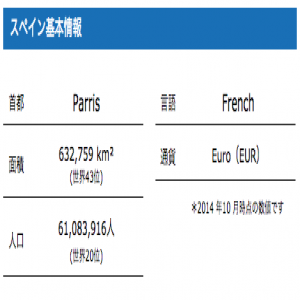 スペイン基本情報
首都 Parris
言語 French
面積 632,759 km²
(世界43位)
通貨 Euro（EUR）
人口 61,083,916人
(世界20位)
＊2014年10月時点の数値です